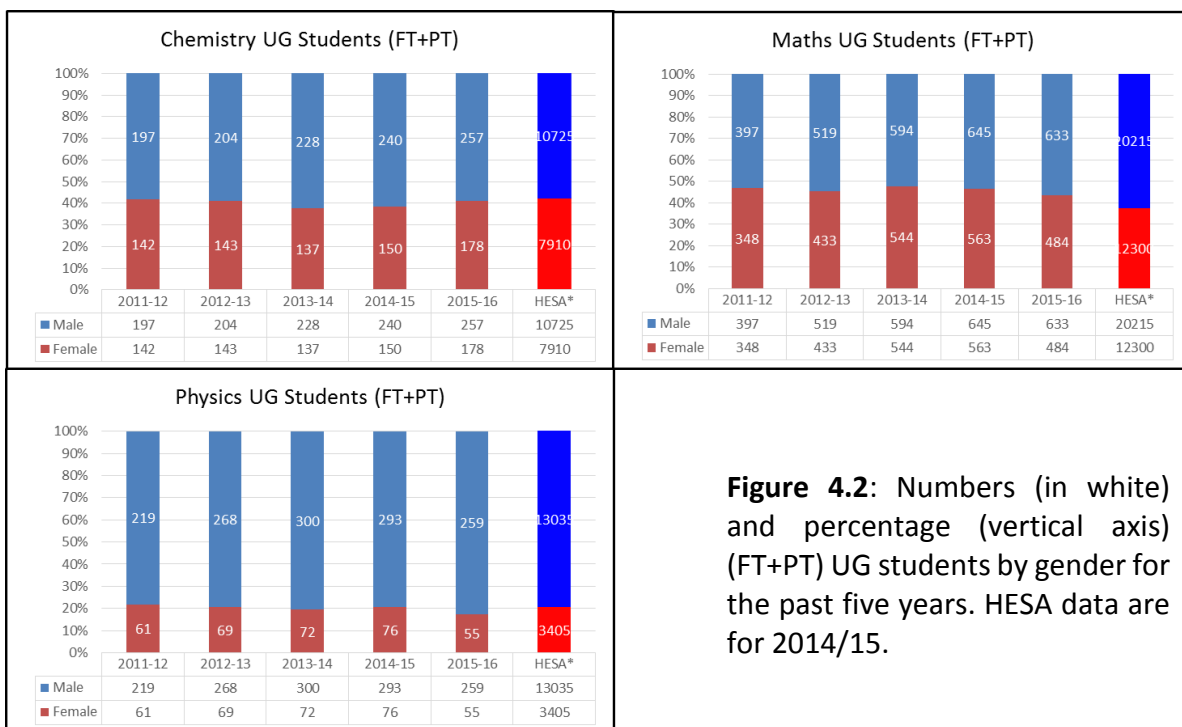 Chemistry UG Students (FT+PT)
100%
90%
80%
70%
60%
50%
40%
30%
20%
10%
0%
197 204 228 240 257 10725
142 143 137 150 178 7910
2011-12 2012-13 2013-14 2014-15 2015-16 HESA*
Male 197 204 228 240 257 10725
Female 142 143 137 150 178 7910
Maths UG Students (FT+PT)
100%
90%
80%
70%
60%
50%
40%
30%
20%
10%
0%
397 519 594 645 633 20215
348 433 544 563 484 12300
2011-12 2012-13 2013-14 2014-15 2015-16 HESA*
Male 397 519 594 645 633 20215
Female 348 433 544 563 484 12300
Physics UG Students (FT+PT)
100%
90%
80%
70%
60%
50%
40%
30%
20%
10%
0%
219 268 300 293 259 13035
61 69 72 76 55 3405
2011-12 2012-13 2013-14 2014-15 2015-16 HESA*
Male 219 268 300 293 259 13035
Female 61 69 72 76 55 3405
Figure 4.2: Numbers (in white)
and percentage (vertical axis)
(FT+PT) UG students by gender for
the past five years. HESA data are
for 2014/15.